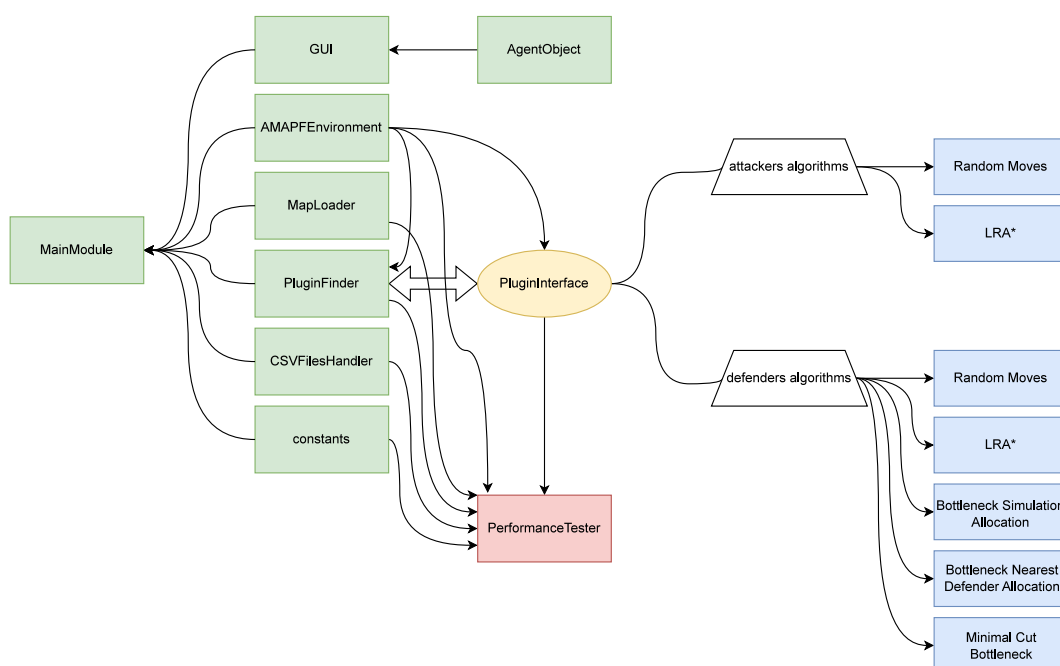 GUI
AgentObject
AMAPFEnvironment
attackers algorithms
Random Moves
MapLoader
LRA*
MainModule
PluginFinder
PluginInterface
CSVFilesHandler
defenders algorithms
Random Moves
constants
LRA*
Bottleneck Simulation
Allocation
PerformanceTester
Bottleneck Nearest
Defender Allocation
Minimal Cut
Bottleneck